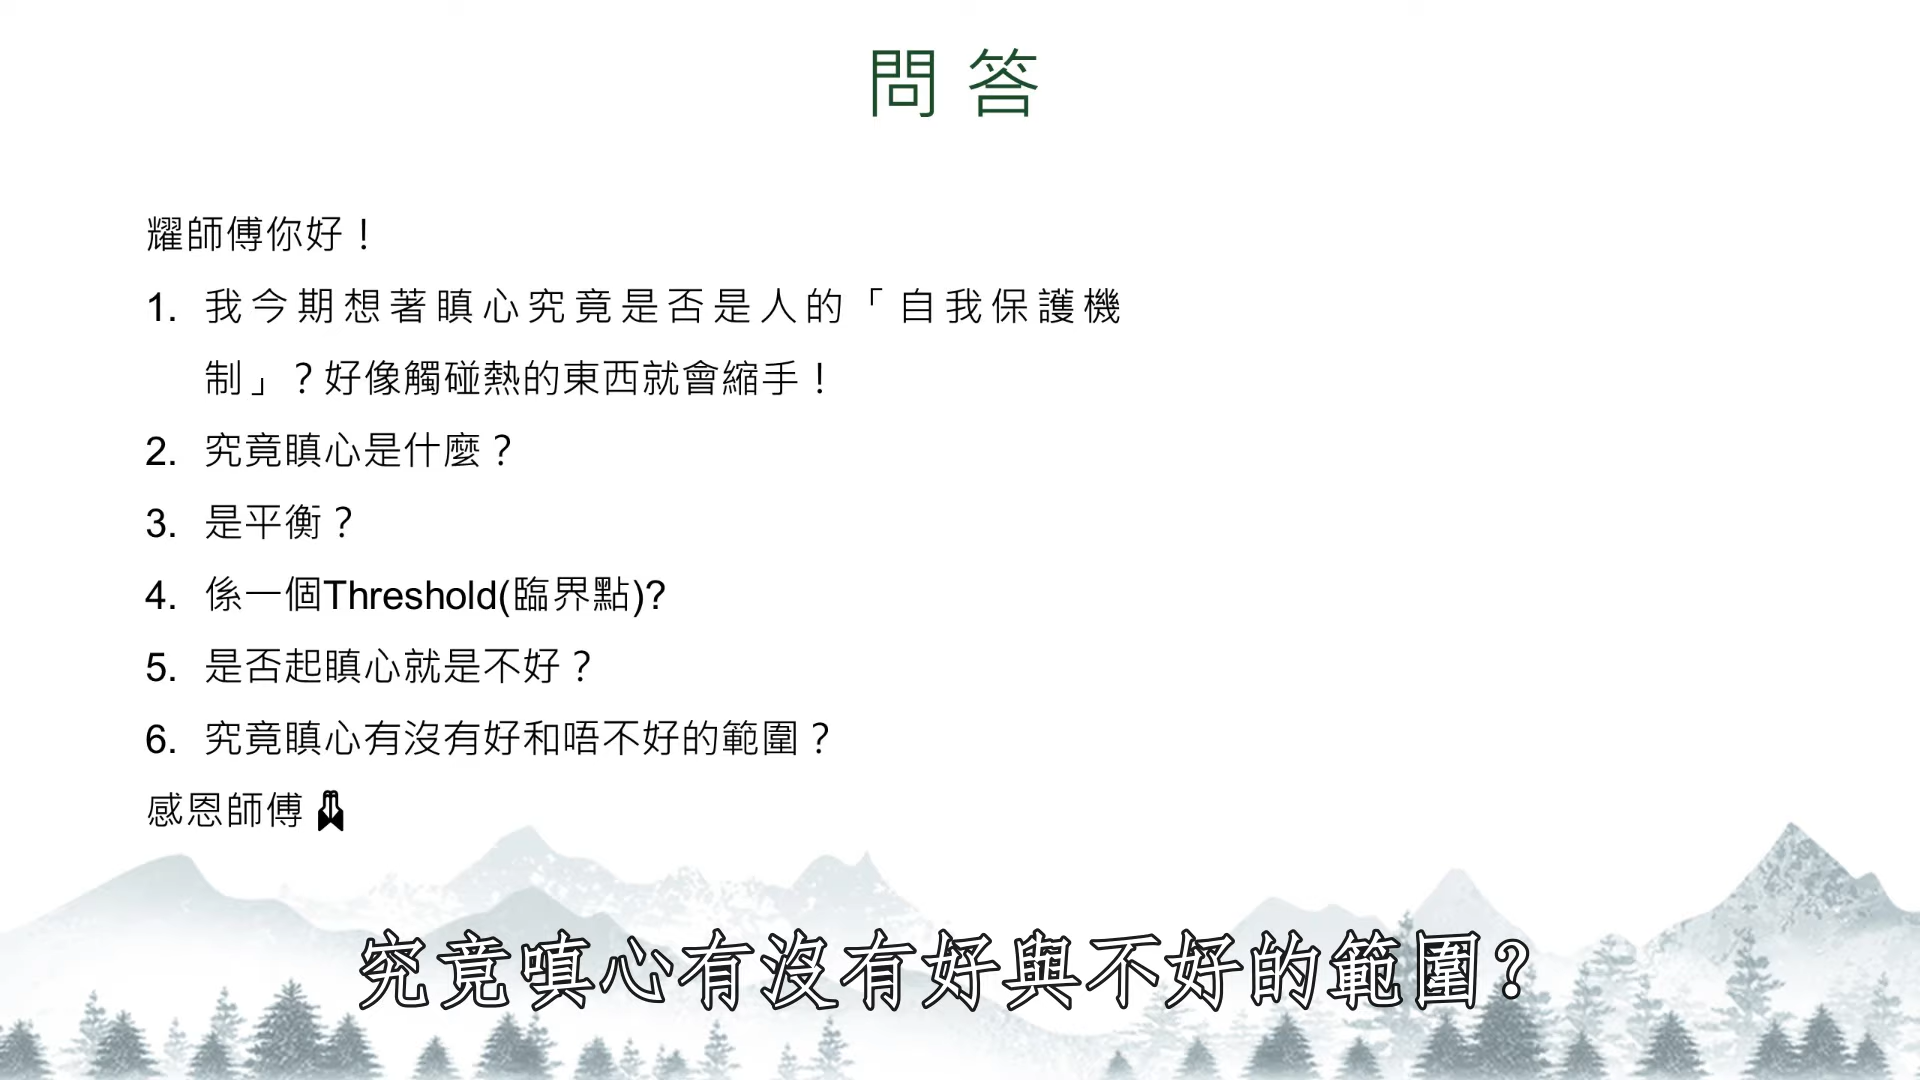 問答
耀師傅你好！
1. 我今期想著瞋心究竟是否是人的「自我保護機
制」？好像觸碰熱的東西就會縮手！
2. 究竟瞋心是什麼？
3. 是平衡？
4. 係一個Threshold(臨界點)?
5. 是否起瞋心就是不好？
6. 究竟瞋心有沒有好和唔不好的範圍？
感恩師傅🙏
究竟嗔心有沒有好與不好的範圍？